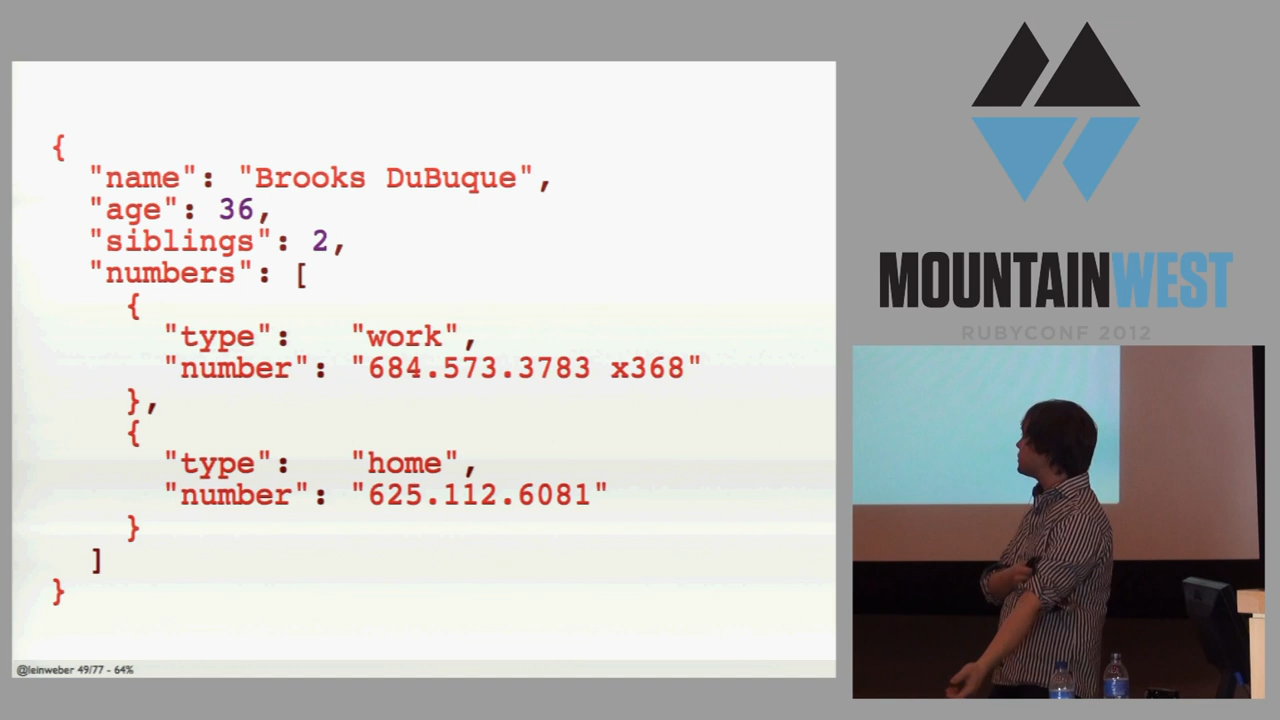 {
"name": "Brooks DuBuque",
"age": 36,
"siblings": 2,
"numbers": [
{
"type": "work",
"number": "684.573.3783 x368"
},
{
"type": "home",
"number": "625.112.6081"
}
]
}
@leinweber 49/77 - 64%
MOUNTAINWEST
RUBYCONF 2012